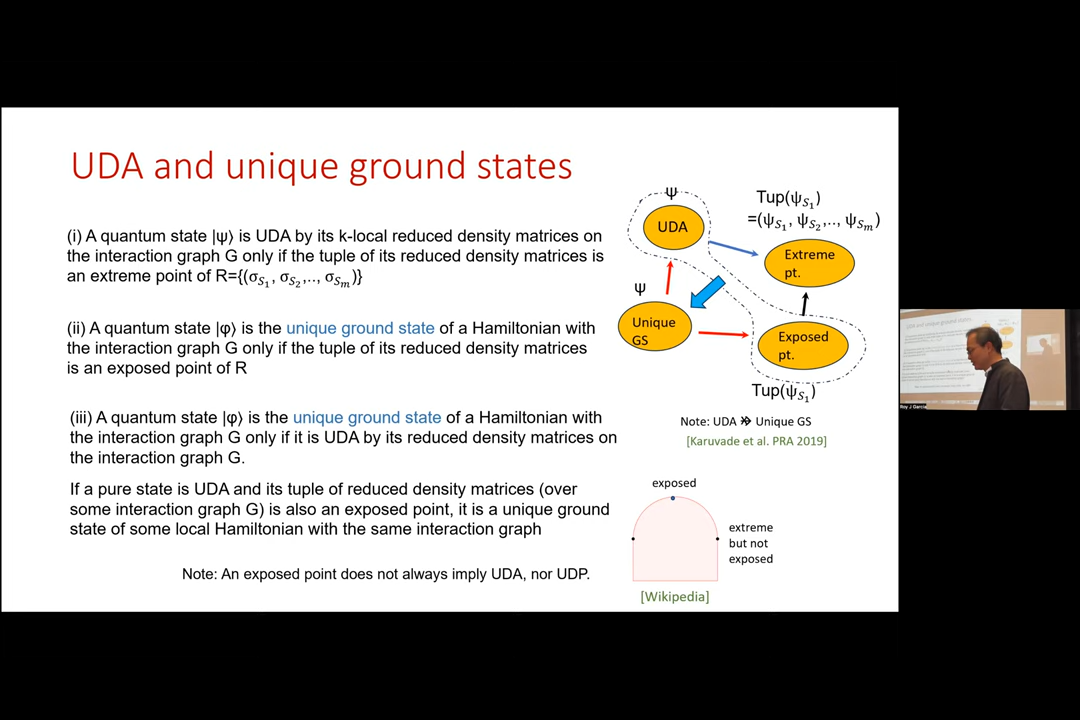 UDA and unique ground states
(i) A quantum state |ψ⟩ is UDA by its k-local reduced density matrices on
the interaction graph G only if the tuple of its reduced density matrices is
an extreme point of R={(σ_S₁, σ_S₂,.., σ_Sₘ)}
(ii) A quantum state |φ⟩ is the unique ground state of a Hamiltonian with
the interaction graph G only if the tuple of its reduced density matrices
is an exposed point of R
(iii) A quantum state |φ⟩ is the unique ground state of a Hamiltonian with
the interaction graph G only if it is UDA by its reduced density matrices on
the interaction graph G.
If a pure state is UDA and its tuple of reduced density matrices (over
some interaction graph G) is also an exposed point, it is a unique ground
state of some local Hamiltonian with the same interaction graph
Note: An exposed point does not always imply UDA, nor UDP.
Ψ
UDA
Tup(ψ_S₁)
=(ψ_S₁, ψ_S₂,.., ψ_Sₘ)
Extreme
pt.
Ψ
Unique
GS
Exposed
pt.
Tup(ψ_S₁)
Note: UDA ⇏ Unique GS
[Karuvade et al. PRA 2019]
exposed
extreme
but not
exposed
[Wikipedia]
Roy J Garcia